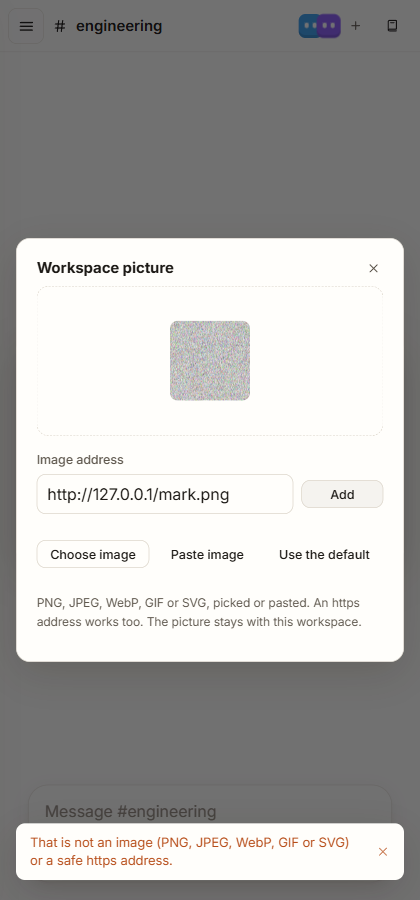 # engineering
Workspace picture
Image address
http://127.0.0.1/mark.png
Add
Choose image
Paste image
Use the default
PNG, JPEG, WebP, GIF or SVG, picked or pasted. An https
address works too. The picture stays with this workspace.
Message #engineering
That is not an image (PNG, JPEG, WebP, GIF or SVG)
or a safe https address.